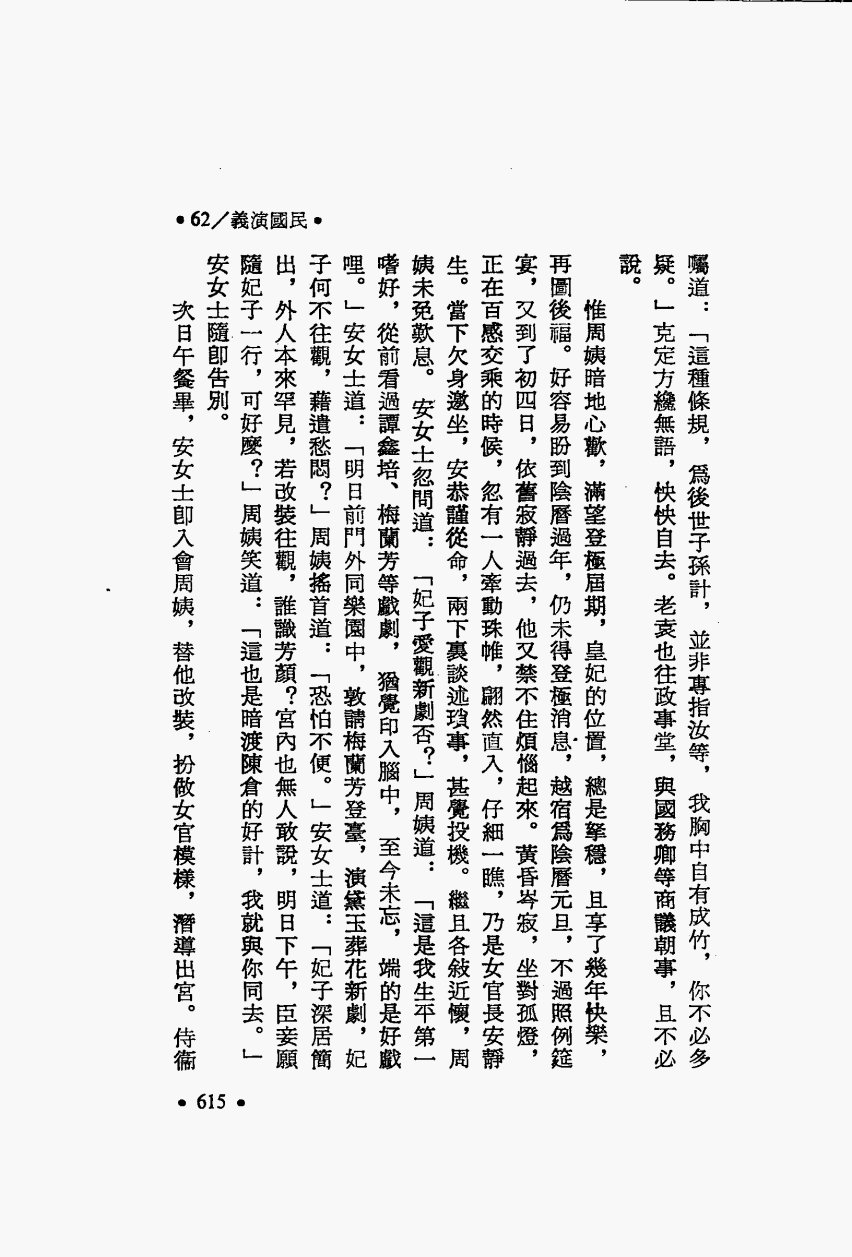 •62／義演國民•
囑道：「這種條規，爲後世子孫計，並非專指汝等，我胸中自有成竹，你不必多
疑。」克定方纔無語，怏怏自去。老袁也往政事堂，與國務卿等商議朝事，且不必
說。
惟周姨暗地心歡，滿望登極屆期，皇妃的位置，總是拏穩，且享了幾年快樂，
再圖後福。好容易盼到陰曆過年，仍未得登極消息，越宿爲陰曆元旦，不過照例筵
宴，又到了初四日，依舊寂靜過去，他又禁不住煩惱起來。黃昏岑寂，坐對孤燈，
正在百感交乘的時候，忽有一人牽動珠帷，翩然直入，仔細一瞧，乃是女官長安靜
生。當下欠身邀坐，安恭謹從命，兩下裏談述瑣事，甚覺投機。繼且各敍近懷，周
姨未免歎息。安女士忽問道：「妃子愛觀新劇否？」周姨道：「這是我生平第一
嗜好，從前看過譚鑫培、梅蘭芳等戲劇，猶覺印入腦中，至今未忘，端的是好戲
哩。」安女士道：「明日前門外同樂園中，敦請梅蘭芳登臺，演黛玉葬花新劇，妃
子何不往觀，藉遣愁悶？」周姨搖首道：「恐怕不便。」安女士道：「妃子深居簡
出，外人本來罕見，若改裝往觀，誰識芳顏？宮內也無人敢說，明日下午，臣妾願
隨妃子一行，可好麼？」周姨笑道：「這也是暗渡陳倉的好計，我就與你同去。」
安女士隨卽告別。
次日午餐畢，安女士卽入會周姨，替他改裝，扮做女官模樣，潛導出宮。侍衞
•615•